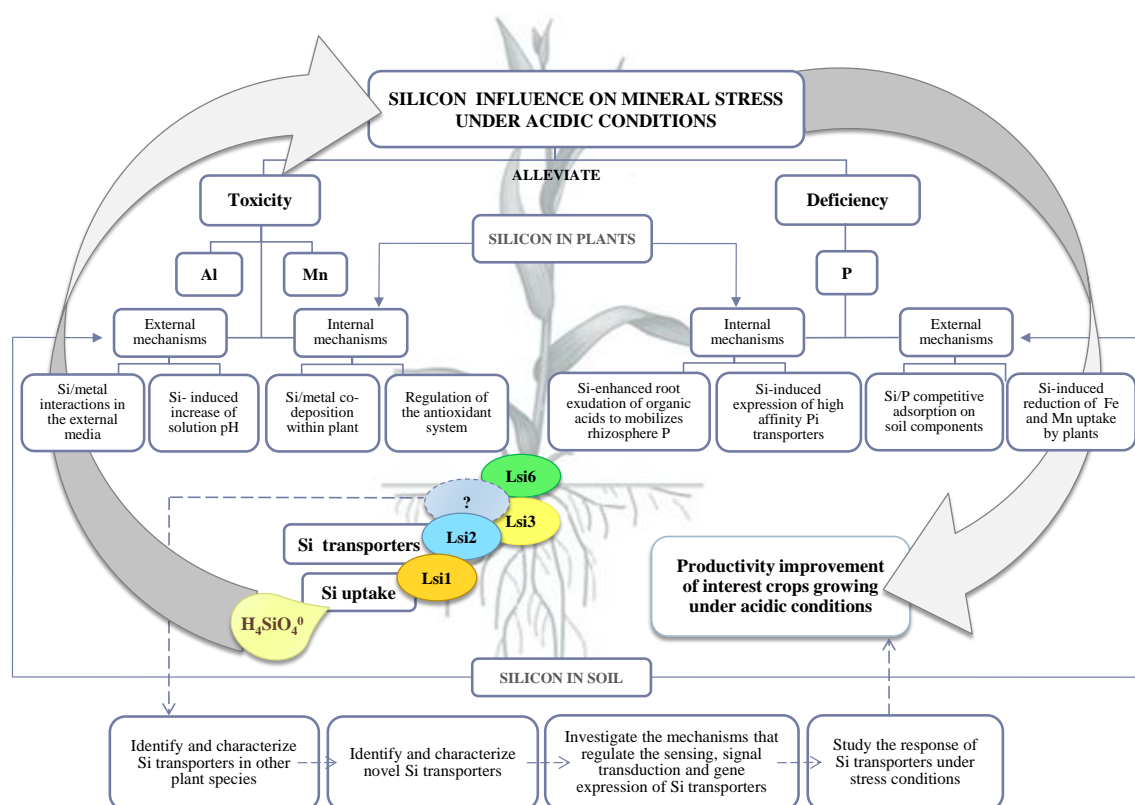 SILICON INFLUENCE ON MINERAL STRESS
UNDER ACIDIC CONDITIONS
ALLEVIATE
Toxicity
Deficiency
SILICON IN PLANTS
Al
Mn
P
External
mechanisms
Internal
mechanisms
Internal
mechanisms
External
mechanisms
Si/metal
interactions in
the external
media
Si- induced
increase of
solution pH
Si/metal co-
deposition within
plant
Regulation of
the antioxidant
system
Si-enhanced root
exudation of organic
acids to mobilizes
rhizosphere P
Si-induced
expression of high
affinity Pi
transporters
Si/P competitive
adsorption on
soil components
Si-induced
reduction of Fe
and Mn uptake
by plants
Lsi6
?
Lsi3
Si transporters
Lsi2
Lsi1
Si uptake
H₄SiO₄⁰
Productivity improvement
of interest crops growing
under acidic conditions
SILICON IN SOIL
Identify and characterize
Si transporters in other
plant species
Identify and characterize
novel Si transporters
Investigate the mechanisms that
regulate the sensing, signal
transduction and gene
expression of Si transporters
Study the response of
Si transporters under
stress conditions